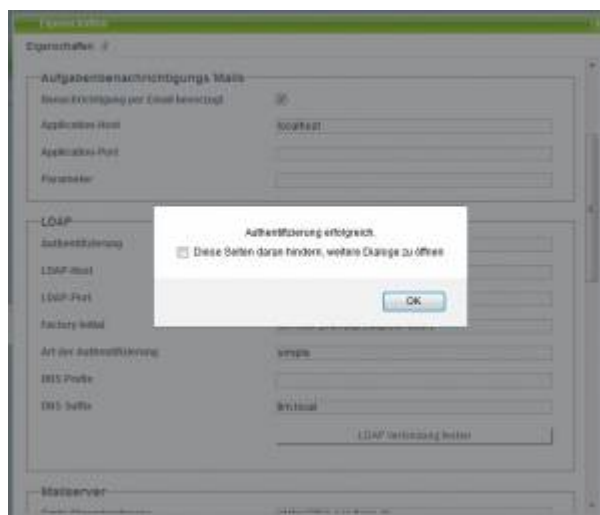 Eigenschaften
Eigenschaften
Aufgabenbenachrichtigungs Mails
Benachrichtigung per Email bevorzugt
Application-Host
localhost
Application-Port
Parameter
LDAP
Authentifizierung
LDAP-Host
LDAP-Port
Factory Initial
Art der Authentifizierung
simple
DNS Prefix
DNS Suffix
LDAP Verbindung testen
Mailserver
Authentifizierung erfolgreich.
Diese Seiten daran hindern, weitere Dialoge zu öffnen
OK